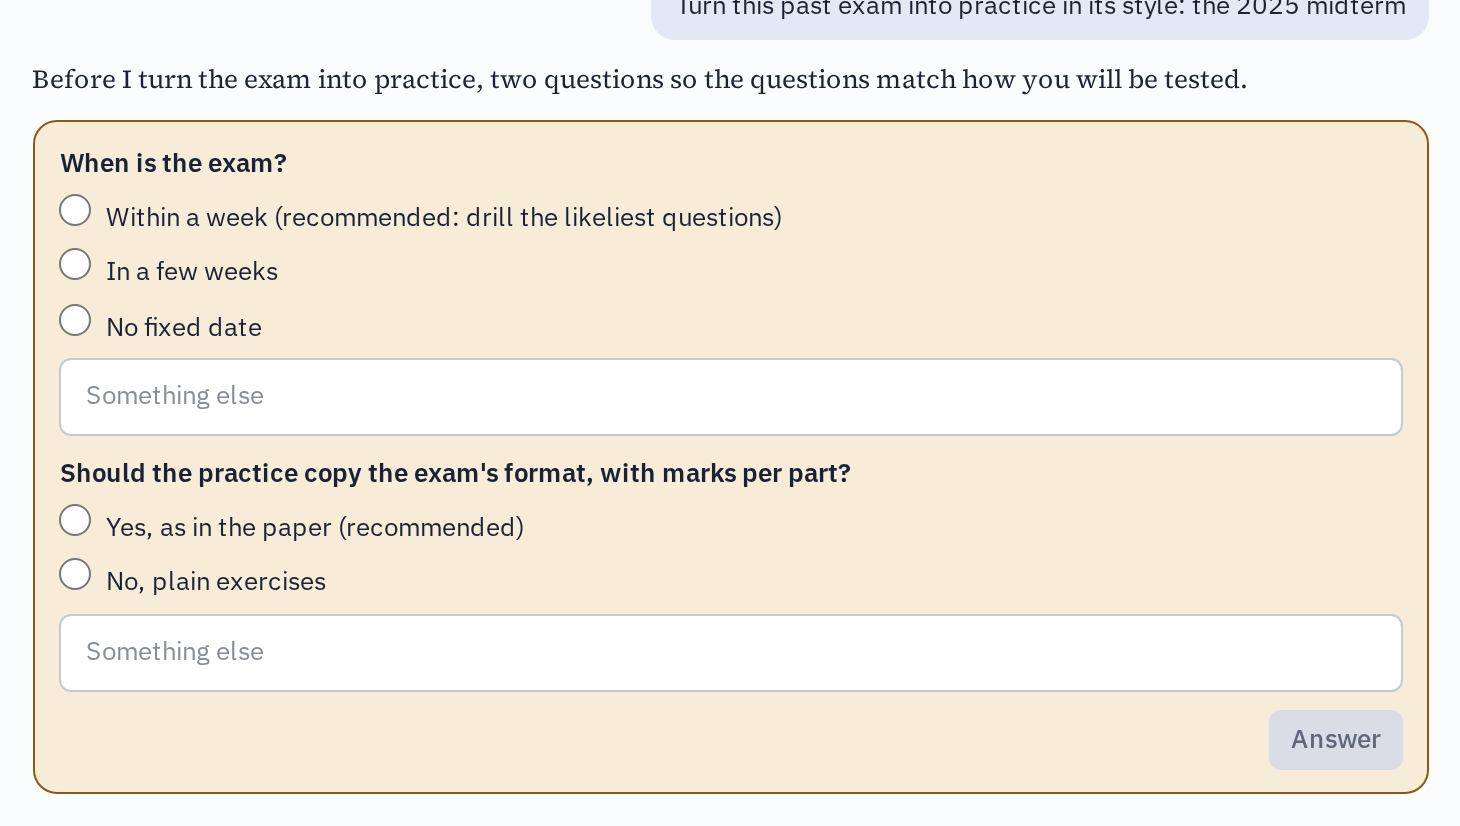 Turn this past exam into practice in its style: the 2025 midterm
Before I turn the exam into practice, two questions so the questions match how you will be tested.
When is the exam?
Within a week (recommended: drill the likeliest questions)
In a few weeks
No fixed date
Something else
Should the practice copy the exam's format, with marks per part?
Yes, as in the paper (recommended)
No, plain exercises
Something else
Answer